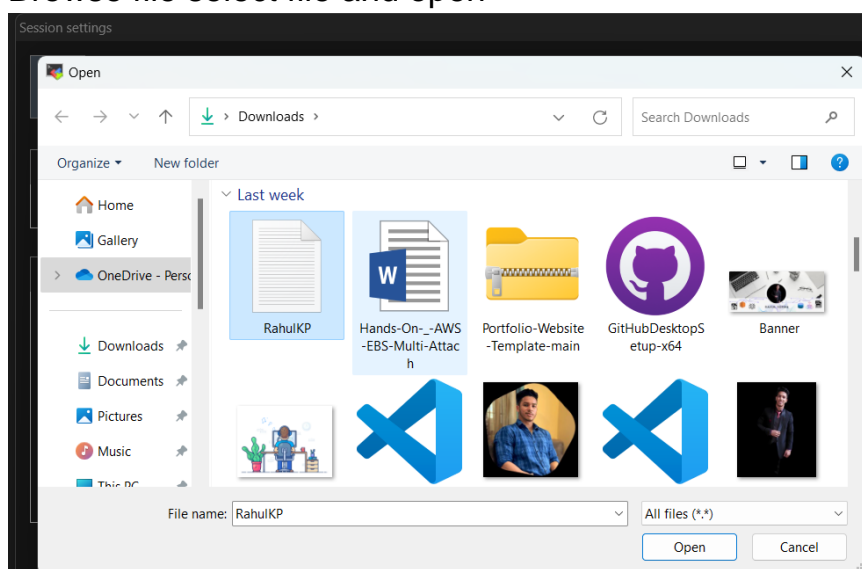 Browse file select file and open
Session settings
Open
Downloads
Search Downloads
Organize
New folder
Home
Gallery
OneDrive - Perso
Downloads
Documents
Pictures
Music
This PC
Last week
RahulKP
Hands-On-_-AWS
-EBS-Multi-Attac
h
Portfolio-Website
-Template-main
GitHubDesktopS
etup-x64
Banner
W
File name: RahulKP
All files (*.*)
Open
Cancel